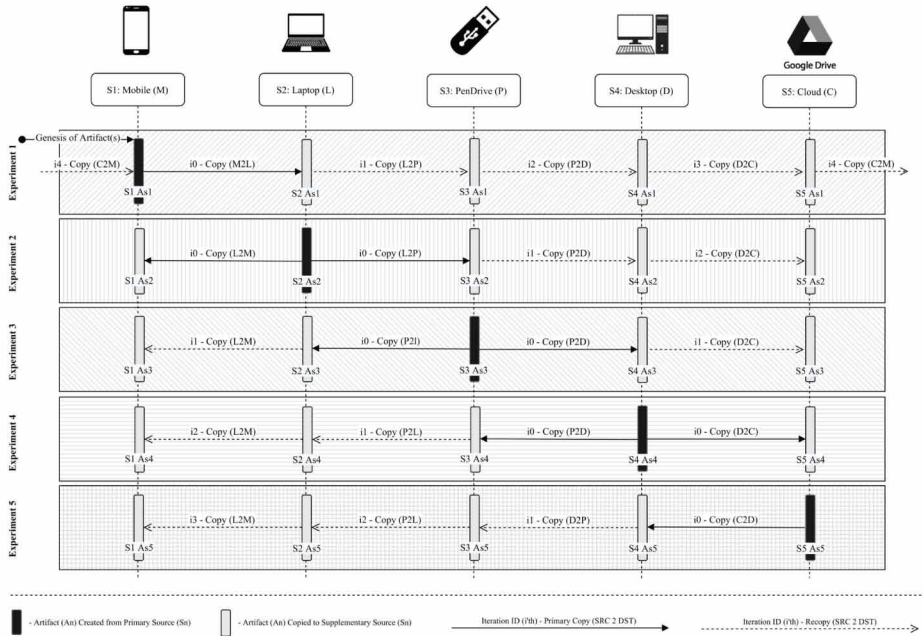 Google Drive
S1: Mobile (M)
S2: Laptop (L)
S3: PenDrive (P)
S4: Desktop (D)
S5: Cloud (C)
Experiment 1
Genesis of Artifact(s)
i4 - Copy (C2M)
i0 - Copy (M2L)
i1 - Copy (L2P)
i2 - Copy (P2D)
i3 - Copy (D2C)
i4 - Copy (C2M)
S1 As1
S2 As1
S3 As1
S4 As1
S5 As1
Experiment 2
i0 - Copy (L2M)
i0 - Copy (L2P)
i1 - Copy (P2D)
i2 - Copy (D2C)
S1 As2
S2 As2
S3 As2
S4 As2
S5 As2
Experiment 3
i1 - Copy (L2M)
i0 - Copy (P2l)
i0 - Copy (P2D)
i1 - Copy (D2C)
S1 As3
S2 As3
S3 As3
S4 As3
S5 As3
Experiment 4
i2 - Copy (L2M)
i1 - Copy (P2L)
i0 - Copy (P2D)
i0 - Copy (D2C)
S1 As4
S2 As4
S3 As4
S4 As4
S5 As4
Experiment 5
i3 - Copy (L2M)
i2 - Copy (P2L)
i1 - Copy (D2P)
i0 - Copy (C2D)
S1 As5
S2 As5
S3 As5
S4 As5
S5 As5
- Artifact (An) Created from Primary Source (Sn)
- Artifact (An) Copied to Supplementary Source (Sn)
Iteration ID (i'th) - Primary Copy (SRC 2 DST)
Iteration ID (i'th) - Recopy (SRC 2 DST)